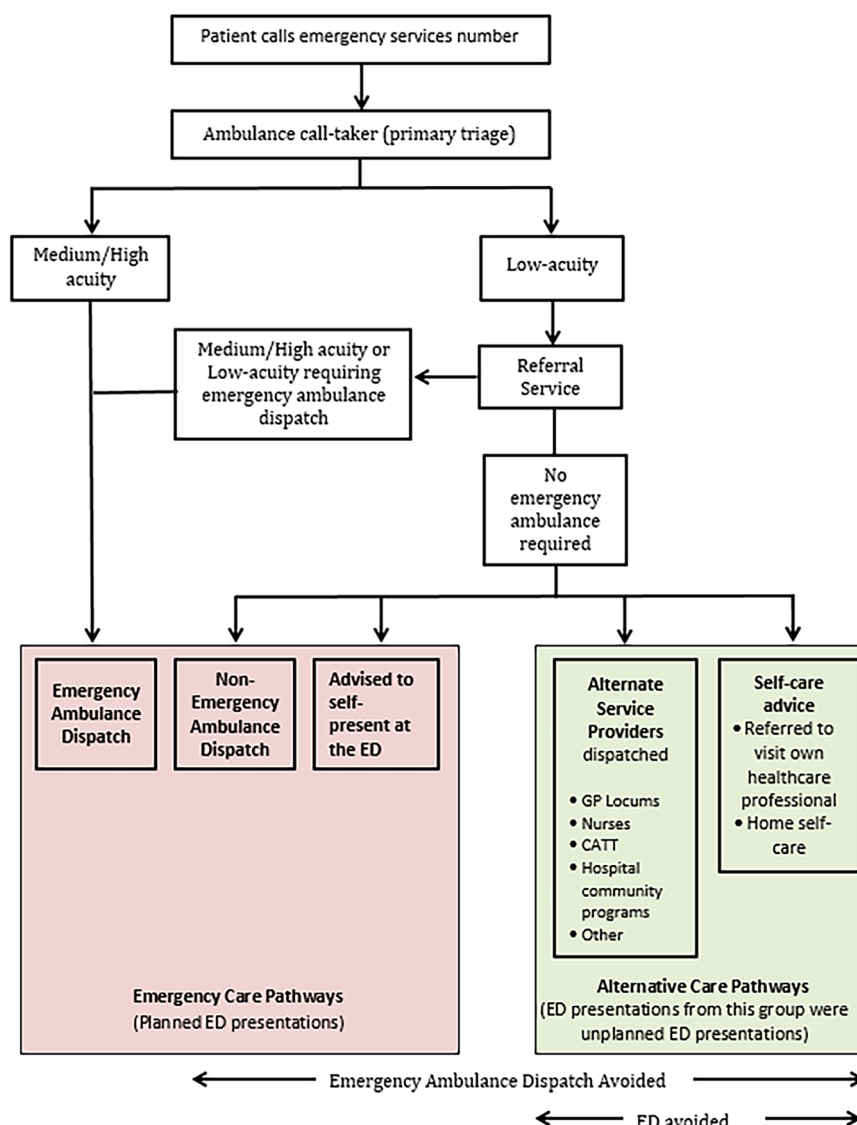 Patient calls emergency services number
Ambulance call-taker (primary triage)
Medium/High
acuity
Low-acuity
Medium/High acuity or
Low-acuity requiring
emergency ambulance
dispatch
Referral
Service
No
emergency
ambulance
required
Emergency
Ambulance
Dispatch
Non-
Emergency
Ambulance
Dispatch
Advised to
self-
present at
the ED
Alternate
Service
Providers
dispatched
• GP Locums
• Nurses
• CATT
• Hospital
community
programs
• Other
Self-care
advice
• Referred to
visit own
healthcare
professional
• Home self-
care
Emergency Care Pathways
(Planned ED presentations)
Alternative Care Pathways
(ED presentations from this group were
unplanned ED presentations)
Emergency Ambulance Dispatch Avoided
ED avoided